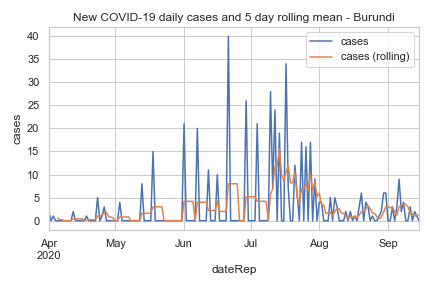 New COVID-19 daily cases and 5 day rolling mean - Burundi
cases
cases (rolling)
40
35
30
25
20
15
10
5
0
cases
Apr
2020
May
Jun
Jul
Aug
Sep
dateRep